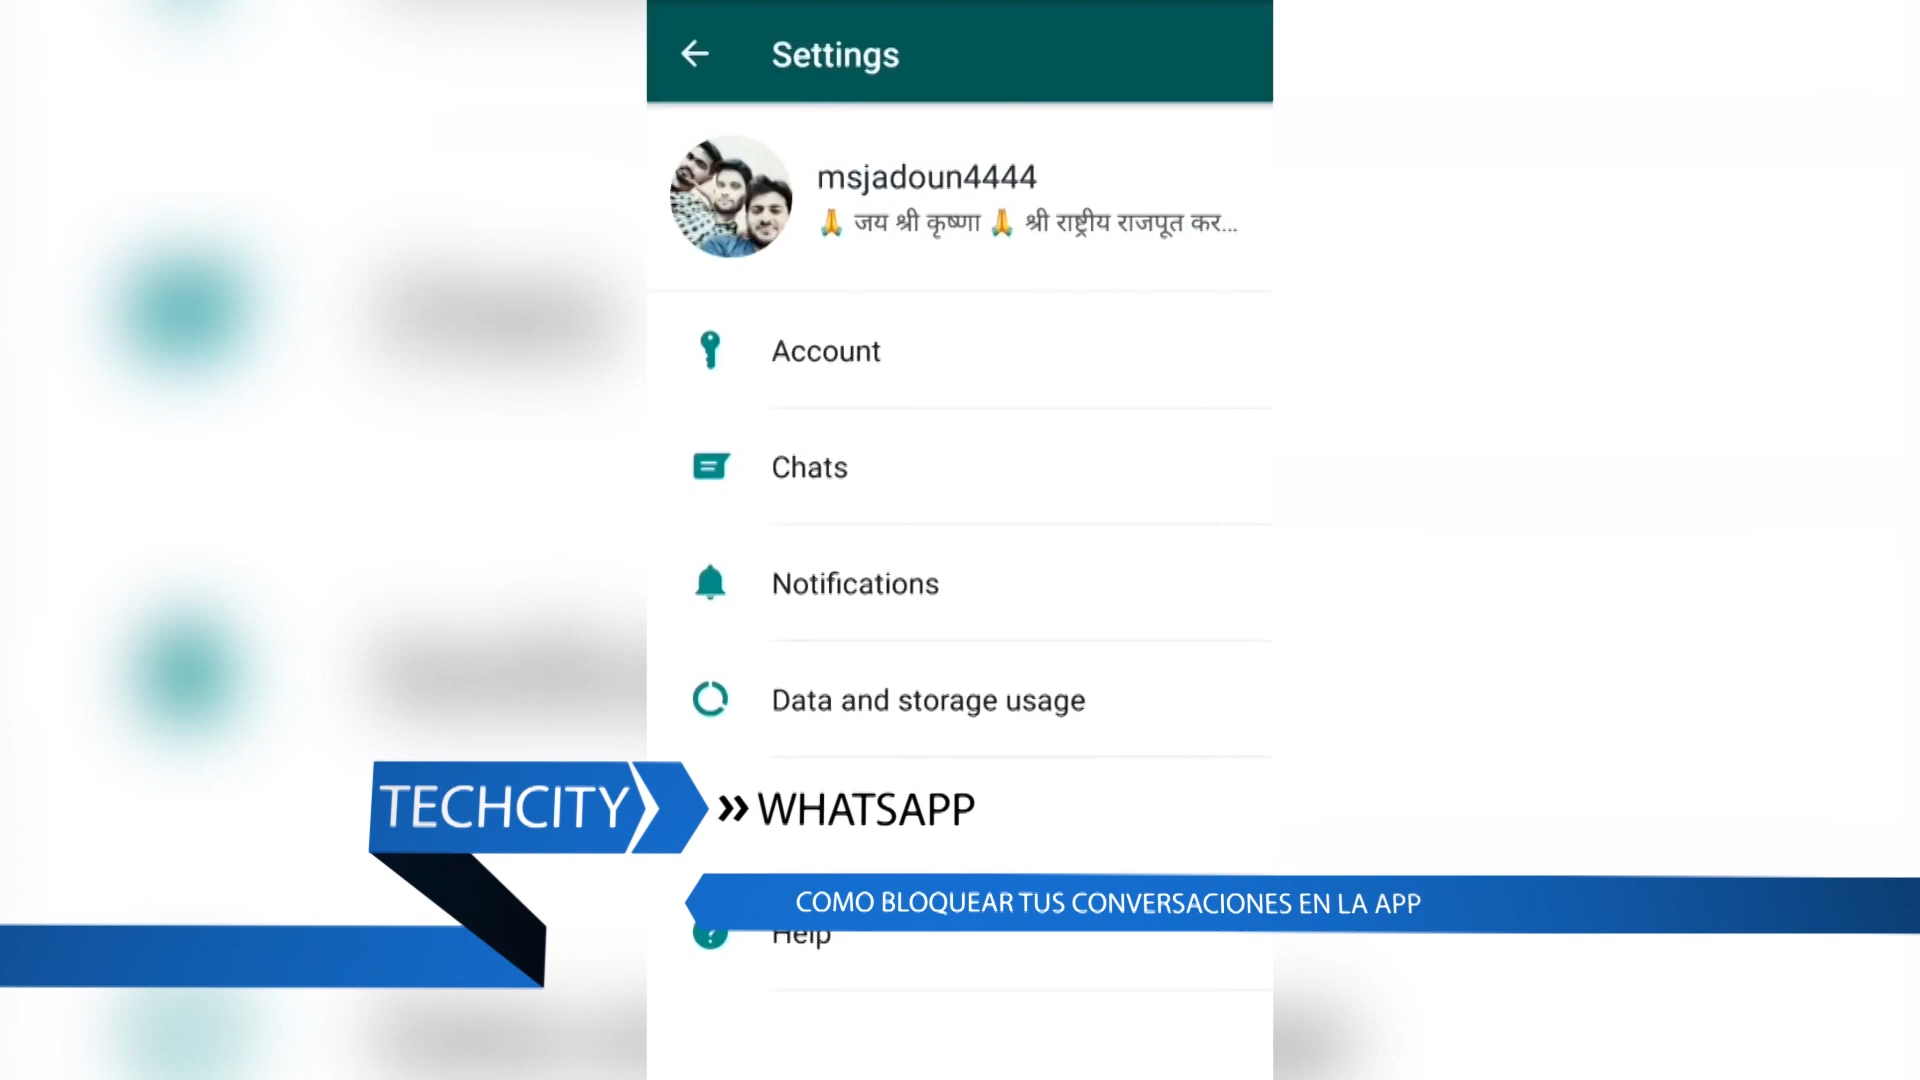 Settings
msjadoun4444
🙏 जय श्री कृष्णा 🙏 श्री राष्ट्रीय राजपूत कर...
Account
Chats
Notifications
Data and storage usage
TECHCITY
» WHATSAPP
COMO BLOQUEAR TUS CONVERSACIONES EN LA APP
? Help